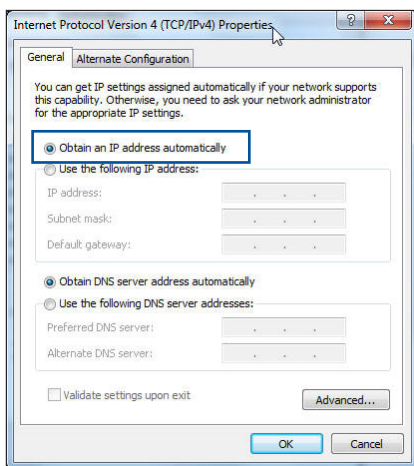 Internet Protocol Version 4 (TCP/IPv4) Properties
General Alternate Configuration
You can get IP settings assigned automatically if your network supports
this capability. Otherwise, you need to ask your network administrator
for the appropriate IP settings.
Obtain an IP address automatically
Use the following IP address:
IP address:
Subnet mask:
Default gateway:
Obtain DNS server address automatically
Use the following DNS server addresses:
Preferred DNS server:
Alternate DNS server:
Validate settings upon exit
Advanced...
OK Cancel